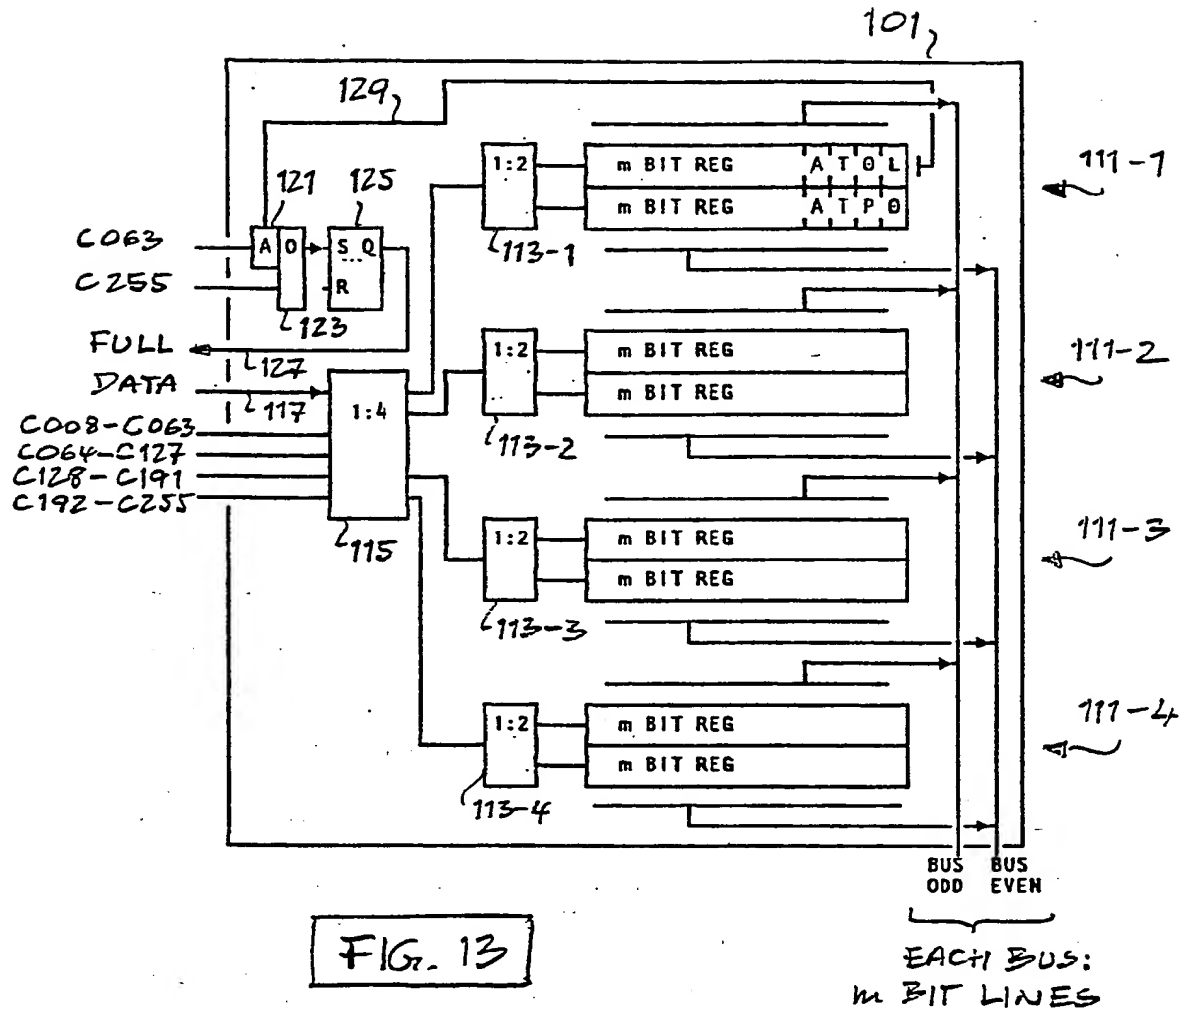 101
129
1:2
m BIT REG
A T 0 L
m BIT REG
A T P 0
111-1
121
125
C063
A
O
S Q
R
113-1
C255
123
FULL
127
1:2
m BIT REG
m BIT REG
111-2
DATA
117
1:4
113-2
C008-C063
C064-C127
C128-C191
C192-C255
115
1:2
m BIT REG
m BIT REG
111-3
113-3
1:2
m BIT REG
m BIT REG
111-4
113-4
BUS ODD
BUS EVEN
FIG. 13
EACH BUS:
m BIT LINES